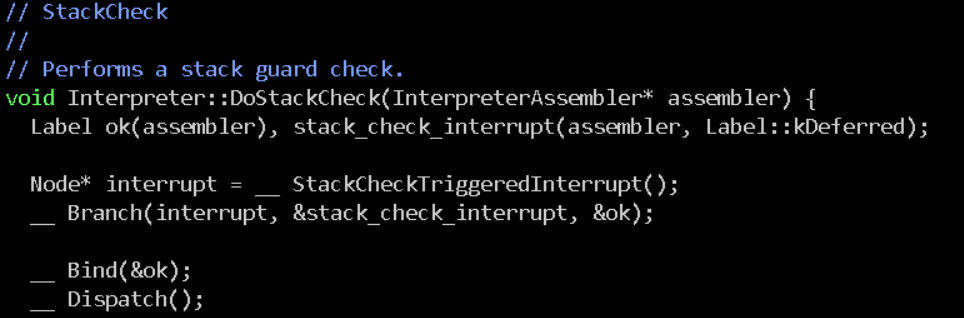 // StackCheck
//
// Performs a stack guard check.
void Interpreter::DoStackCheck(InterpreterAssembler* assembler) {
  Label ok(assembler), stack_check_interrupt(assembler, Label::kDeferred);

  Node* interrupt = __ StackCheckTriggeredInterrupt();
  __ Branch(interrupt, &stack_check_interrupt, &ok);

  __ Bind(&ok);
  __ Dispatch();